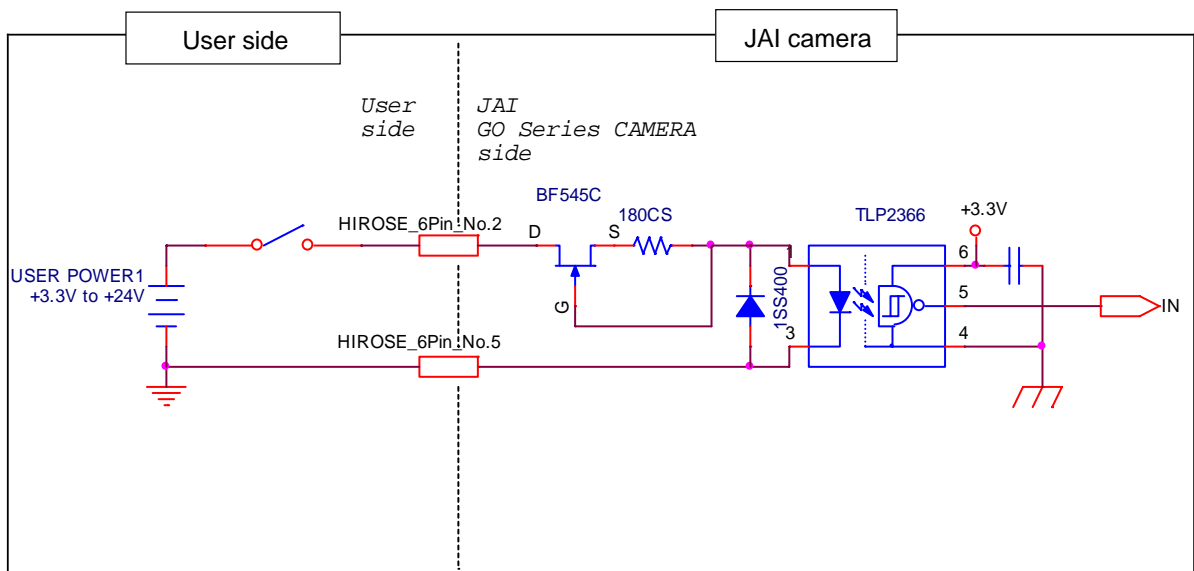 User side
JAI camera
User
side
JAI
GO Series CAMERA
side
BF545C
HIROSE_6Pin_No.2
D
S
180CS
G
1SS400
TLP2366
+3.3V
1
3
6
5
4
IN
USER POWER1
+3.3V to +24V
HIROSE_6Pin_No.5